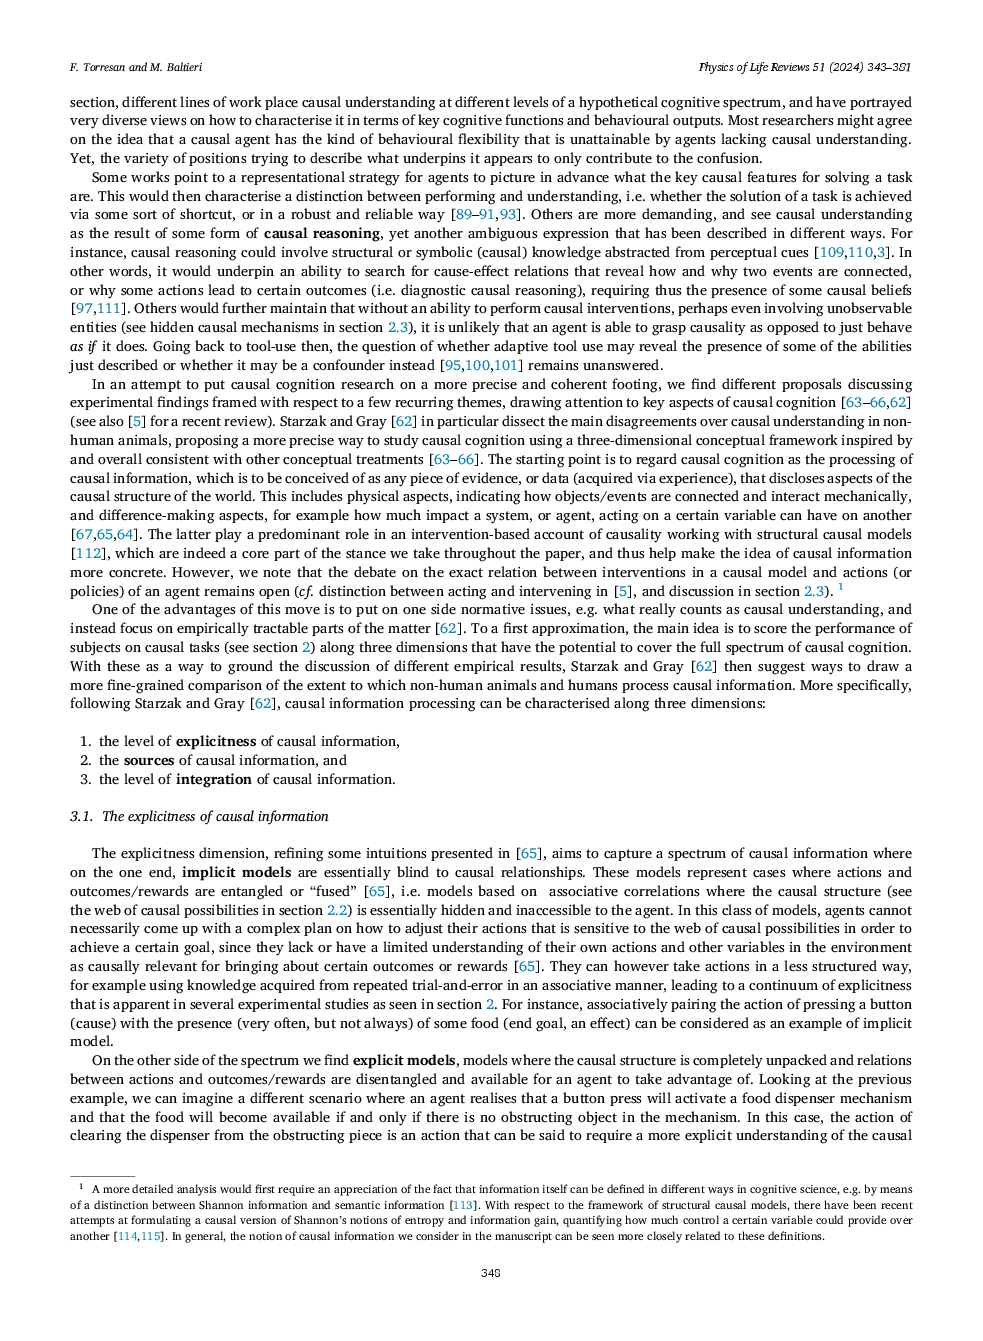 F. Torresan and M. Baltieri
Physics of Life Reviews 51 (2024) 343–381
section, different lines of work place causal understanding at different levels of a hypothetical cognitive spectrum, and have portrayed
very diverse views on how to characterise it in terms of key cognitive functions and behavioural outputs. Most researchers might agree
on the idea that a causal agent has the kind of behavioural flexibility that is unattainable by agents lacking causal understanding.
Yet, the variety of positions trying to describe what underpins it appears to only contribute to the confusion.
Some works point to a representational strategy for agents to picture in advance what the key causal features for solving a task
are. This would then characterise a distinction between performing and understanding, i.e. whether the solution of a task is achieved
via some sort of shortcut, or in a robust and reliable way [89–91,93]. Others are more demanding, and see causal understanding
as the result of some form of causal reasoning, yet another ambiguous expression that has been described in different ways. For
instance, causal reasoning could involve structural or symbolic (causal) knowledge abstracted from perceptual cues [109,110,3]. In
other words, it would underpin an ability to search for cause-effect relations that reveal how and why two events are connected,
or why some actions lead to certain outcomes (i.e. diagnostic causal reasoning), requiring thus the presence of some causal beliefs
[97,111]. Others would further maintain that without an ability to perform causal interventions, perhaps even involving unobservable
entities (see hidden causal mechanisms in section 2.3), it is unlikely that an agent is able to grasp causality as opposed to just behave
as if it does. Going back to tool-use then, the question of whether adaptive tool use may reveal the presence of some of the abilities
just described or whether it may be a confounder instead [95,100,101] remains unanswered.
In an attempt to put causal cognition research on a more precise and coherent footing, we find different proposals discussing
experimental findings framed with respect to a few recurring themes, drawing attention to key aspects of causal cognition [63–66,62]
(see also [5] for a recent review). Starzak and Gray [62] in particular dissect the main disagreements over causal understanding in non-
human animals, proposing a more precise way to study causal cognition using a three-dimensional conceptual framework inspired by
and overall consistent with other conceptual treatments [63–66]. The starting point is to regard causal cognition as the processing of
causal information, which is to be conceived of as any piece of evidence, or data (acquired via experience), that discloses aspects of the
causal structure of the world. This includes physical aspects, indicating how objects/events are connected and interact mechanically,
and difference-making aspects, for example how much impact a system, or agent, acting on a certain variable can have on another
[67,65,64]. The latter play a predominant role in an intervention-based account of causality working with structural causal models
[112], which are indeed a core part of the stance we take throughout the paper, and thus help make the idea of causal information
more concrete. However, we note that the debate on the exact relation between interventions in a causal model and actions (or
policies) of an agent remains open (cf. distinction between acting and intervening in [5], and discussion in section 2.3). 1
One of the advantages of this move is to put on one side normative issues, e.g. what really counts as causal understanding, and
instead focus on empirically tractable parts of the matter [62]. To a first approximation, the main idea is to score the performance of
subjects on causal tasks (see section 2) along three dimensions that have the potential to cover the full spectrum of causal cognition.
With these as a way to ground the discussion of different empirical results, Starzak and Gray [62] then suggest ways to draw a
more fine-grained comparison of the extent to which non-human animals and humans process causal information. More specifically,
following Starzak and Gray [62], causal information processing can be characterised along three dimensions:
1. the level of explicitness of causal information,
2. the sources of causal information, and
3. the level of integration of causal information.
3.1. The explicitness of causal information
The explicitness dimension, refining some intuitions presented in [65], aims to capture a spectrum of causal information where
on the one end, implicit models are essentially blind to causal relationships. These models represent cases where actions and
outcomes/rewards are entangled or “fused” [65], i.e. models based on associative correlations where the causal structure (see
the web of causal possibilities in section 2.2) is essentially hidden and inaccessible to the agent. In this class of models, agents cannot
necessarily come up with a complex plan on how to adjust their actions that is sensitive to the web of causal possibilities in order to
achieve a certain goal, since they lack or have a limited understanding of their own actions and other variables in the environment
as causally relevant for bringing about certain outcomes or rewards [65]. They can however take actions in a less structured way,
for example using knowledge acquired from repeated trial-and-error in an associative manner, leading to a continuum of explicitness
that is apparent in several experimental studies as seen in section 2. For instance, associatively pairing the action of pressing a button
(cause) with the presence (very often, but not always) of some food (end goal, an effect) can be considered as an example of implicit
model.
On the other side of the spectrum we find explicit models, models where the causal structure is completely unpacked and relations
between actions and outcomes/rewards are disentangled and available for an agent to take advantage of. Looking at the previous
example, we can imagine a different scenario where an agent realises that a button press will activate a food dispenser mechanism
and that the food will become available if and only if there is no obstructing object in the mechanism. In this case, the action of
clearing the dispenser from the obstructing piece is an action that can be said to require a more explicit understanding of the causal
1 A more detailed analysis would first require an appreciation of the fact that information itself can be defined in different ways in cognitive science, e.g. by means
of a distinction between Shannon information and semantic information [113]. With respect to the framework of structural causal models, there have been recent
attempts at formulating a causal version of Shannon’s notions of entropy and information gain, quantifying how much control a certain variable could provide over
another [114,115]. In general, the notion of causal information we consider in the manuscript can be seen more closely related to these definitions.
348